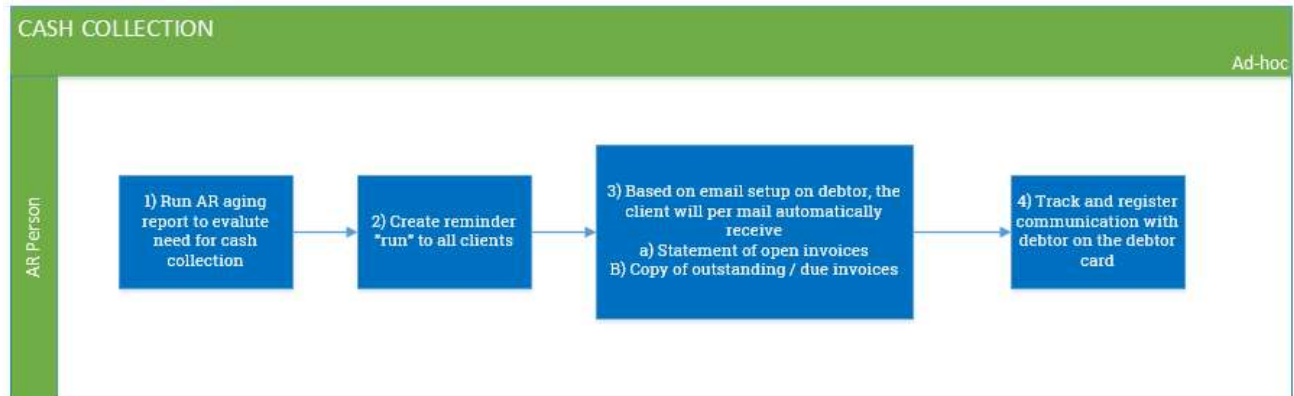 CASH COLLECTION
Ad-hoc
AR Person
1) Run AR aging
report to evalute
need for cash
collection
2) Create reminder
"run" to all clients
3) Based on email setup on debtor, the
client will per mail automatically
receive
a) Statement of open invoices
B) Copy of outstanding / due invoices
4) Track and register
communication with
debtor on the debtor
card